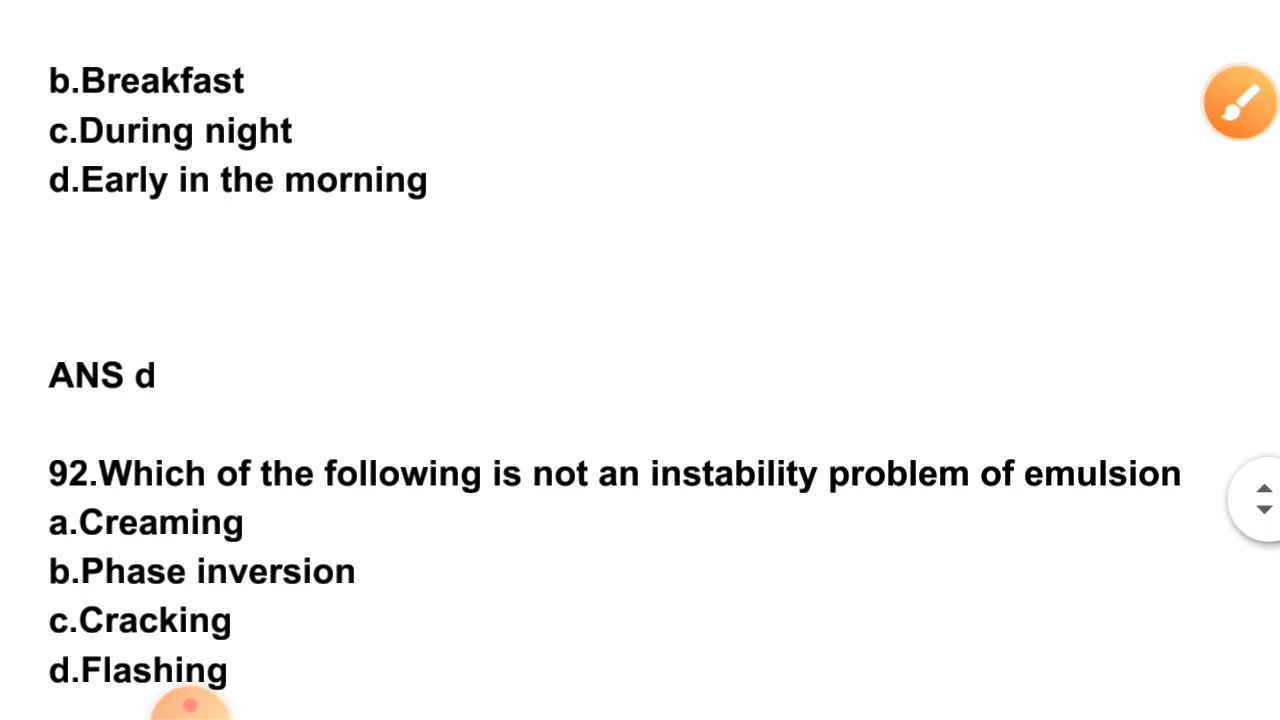 b.Breakfast
c.During night
d.Early in the morning
ANS d
92.Which of the following is not an instability problem of emulsion
a.Creaming
b.Phase inversion
c.Cracking
d.Flashing